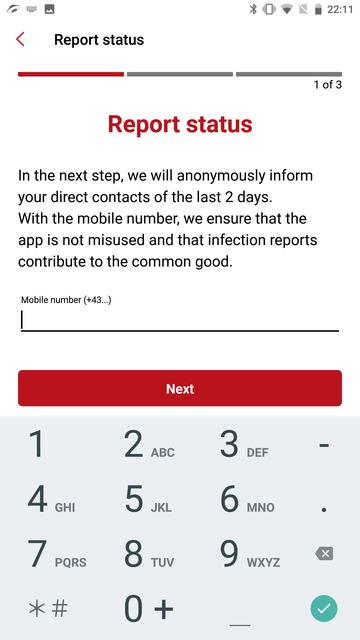 22:11
Report status
1 of 3
Report status
In the next step, we will anonymously inform
your direct contacts of the last 2 days.
With the mobile number, we ensure that the
app is not misused and that infection reports
contribute to the common good.
Mobile number (+43...)
Next
1 2 ABC 3 DEF -
4 GHI 5 JKL 6 MNO .
7 PQRS 8 TUV 9 WXYZ
* # 0 + _